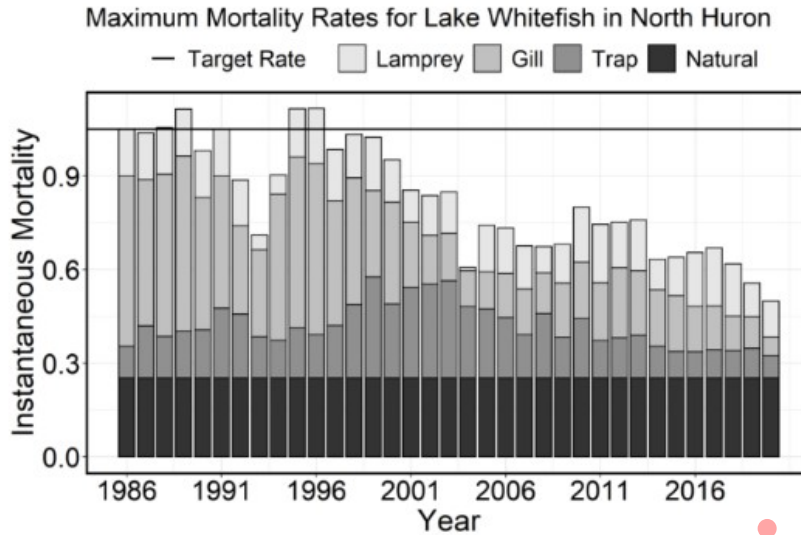 Maximum Mortality Rates for Lake Whitefish in North Huron
Target Rate Lamprey Gill Trap Natural
Instantaneous Mortality
0.9
0.6
0.3
0.0
1986 1991 1996 2001 2006 2011 2016
Year